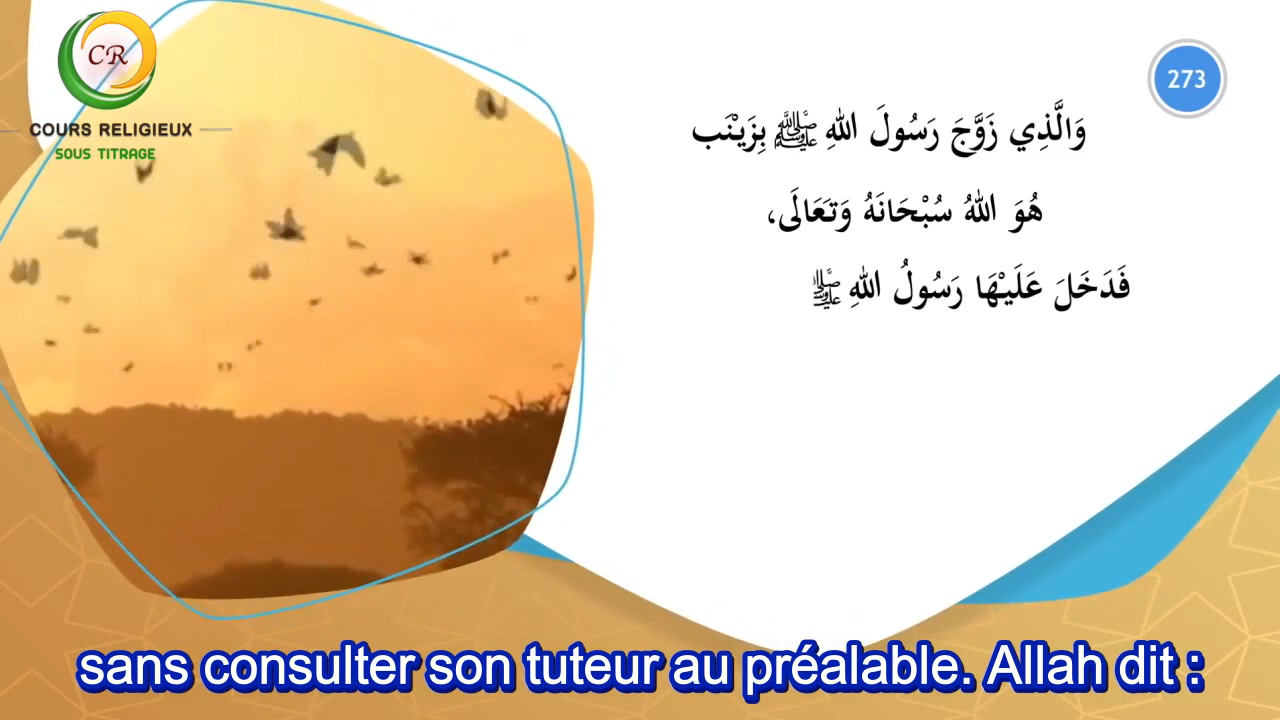 CR
COURS RELIGIEUX
SOUS TITRAGE
273
وَالَّذِي زَوَّجَ رَسُولَ اللهِ ﷺ بِزَيْنَب
هُوَ اللهُ سُبْحَانَهُ وَتَعَالَى،
فَدَخَلَ عَلَيْهَا رَسُولُ اللهِ ﷺ
sans consulter son tuteur au préalable. Allah dit :